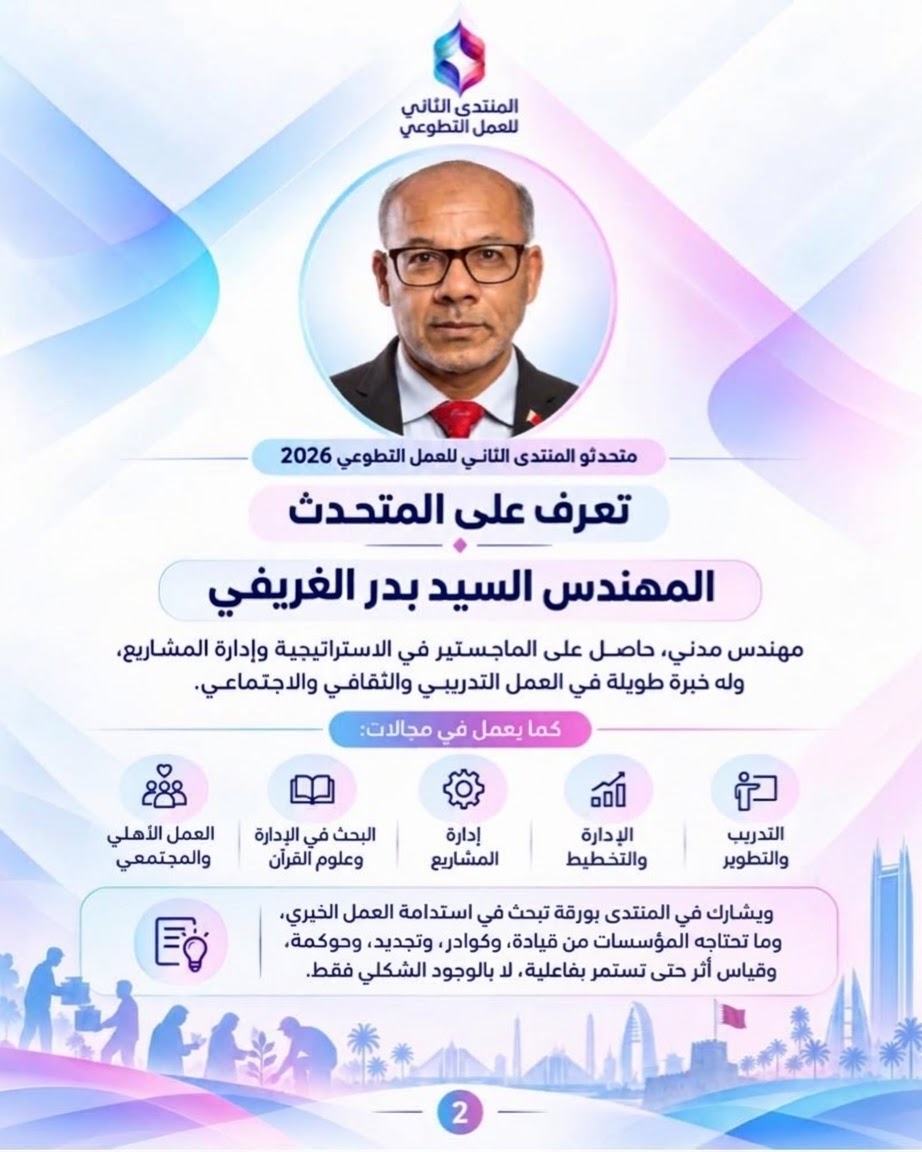 المنتدى الثاني
للعمل التطوعي
متحدثو المنتدى الثاني للعمل التطوعي 2026
تعرف على المتحدث
المهندس السيد بدر الغريفي
مهندس مدني، حاصل على الماجستير في الاستراتيجية وإدارة المشاريع،
وله خبرة طويلة في العمل التدريبي والثقافي والاجتماعي.
كما يعمل في مجالات:
التدريب
والتطوير
الإدارة
والتخطيط
إدارة
المشاريع
البحث في الإدارة
وعلوم القرآن
العمل الأهلي
والمجتمعي
ويشارك في المنتدى بورقة تبحث في استدامة العمل الخيري،
وما تحتاجه المؤسسات من قيادة، وكوادر، وتجديد، وحوكمة،
وقياس أثر حتى تستمر بفاعلية، لا بالوجود الشكلي فقط.
2